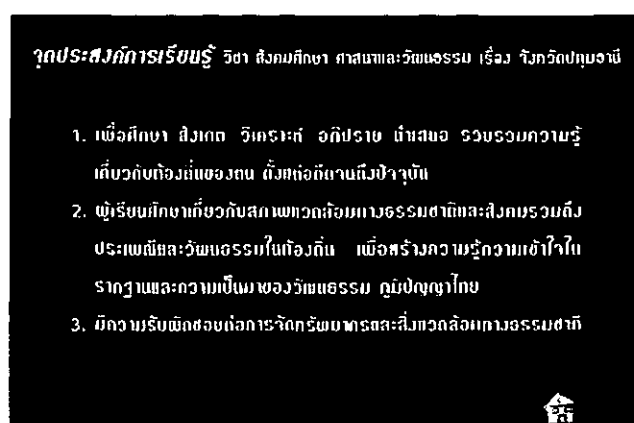 จุดประสงค์การเรียนรู้ วิชา สังคมศึกษา ศาสนาและวัฒนธรรม เรื่อง จังหวัดปทุมธานี
1. เพื่อศึกษา สังเกต วิเคราะห์ อภิปราย นำเสนอ รวบรวมความรู้
เกี่ยวกับท้องถิ่นของตน ตั้งแต่อดีตจนถึงปัจจุบัน
2. ผู้เรียนศึกษาเกี่ยวกับสภาพแวดล้อมทางธรรมชาติและสังคมรวมถึง
ประเพณีและวัฒนธรรมในท้องถิ่น เพื่อสร้างความรู้ความเข้าใจใน
รากฐานและความเป็นมาของวัฒนธรรม ภูมิปัญญาไทย
3. มีความรับผิดชอบต่อการจัดทรัพยากรและสิ่งแวดล้อมทางธรรมชาติ